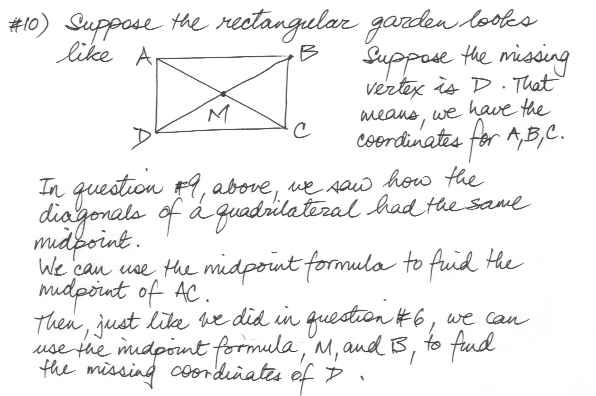 #10) Suppose the rectangular garden looks
like A B
M
D C
Suppose the missing
vertex is D. That
means, we have the
coordinates for A, B, C.
In question #9, above, we saw how the
diagonals of a quadrilateral had the same
midpoint.
We can use the midpoint formula to find the
midpoint of AC.
Then, just like we did in question #6, we can
use the midpoint formula, M, and B, to find
the missing coordinates of D.